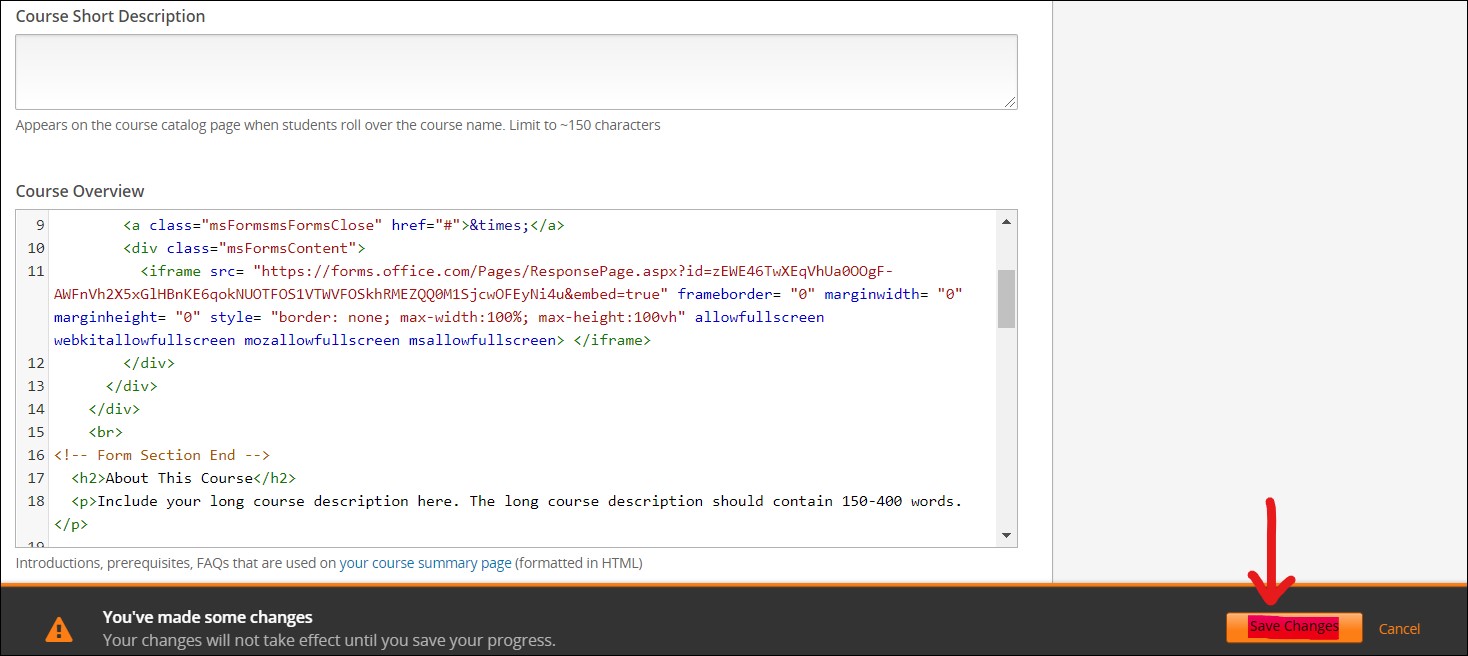 Course Short Description
Appears on the course catalog page when students roll over the course name. Limit to ~150 characters
Course Overview
9 <a class="msFormsmsFormsClose" href="#">&times;</a>
10 <div class="msFormsContent">
11 <iframe src= "https://forms.office.com/Pages/ResponsePage.aspx?id=zEWE46TwXEqVhUa0OOgF-
AWFnVh2X5xGlHBnKE6qokNUOTFOS1VTWVFOSkhRMEZQQ0M1SjcwOFEyNi4u&embed=true" frameborder= "0" marginwidth= "0"
marginheight= "0" style= "border: none; max-width:100%; max-height:100vh" allowfullscreen
webkitallowfullscreen mozallowfullscreen msallowfullscreen> </iframe>
12 </div>
13 </div>
14 </div>
15 <br>
16 <!-- Form Section End -->
17 <h2>About This Course</h2>
18 <p>Include your long course description here. The long course description should contain 150-400 words.
</p>
19
Introductions, prerequisites, FAQs that are used on your course summary page (formatted in HTML)
You've made some changes
Your changes will not take effect until you save your progress.
Save Changes
Cancel